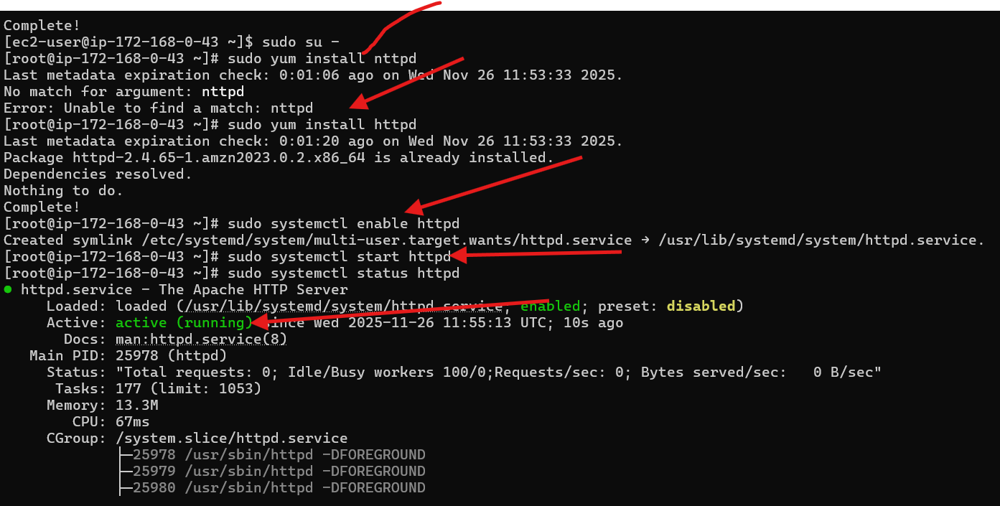 Complete!
[ec2-user@ip-172-168-0-43 ~]$ sudo su -
[root@ip-172-168-0-43 ~]# sudo yum install nttpd
Last metadata expiration check: 0:01:06 ago on Wed Nov 26 11:53:33 2025.
No match for argument: nttpd
Error: Unable to find a match: nttpd
[root@ip-172-168-0-43 ~]# sudo yum install httpd
Last metadata expiration check: 0:01:20 ago on Wed Nov 26 11:53:33 2025.
Package httpd-2.4.65-1.amzn2023.0.2.x86_64 is already installed.
Dependencies resolved.
Nothing to do.
Complete!
[root@ip-172-168-0-43 ~]# sudo systemctl enable httpd
Created symlink /etc/systemd/system/multi-user.target.wants/httpd.service → /usr/lib/systemd/system/httpd.service.
[root@ip-172-168-0-43 ~]# sudo systemctl start httpd
[root@ip-172-168-0-43 ~]# sudo systemctl status httpd
● httpd.service - The Apache HTTP Server
Loaded: loaded (/usr/lib/systemd/system/httpd.service; enabled; preset: disabled)
Active: active (running) since Wed 2025-11-26 11:55:13 UTC; 10s ago
Docs: man:httpd.service(8)
Main PID: 25978 (httpd)
Status: "Total requests: 0; Idle/Busy workers 100/0;Requests/sec: 0; Bytes served/sec:   0 B/sec"
Tasks: 177 (limit: 1053)
Memory: 13.3M
CPU: 67ms
CGroup: /system.slice/httpd.service
├─25978 /usr/sbin/httpd -DFOREGROUND
├─25979 /usr/sbin/httpd -DFOREGROUND
├─25980 /usr/sbin/httpd -DFOREGROUND